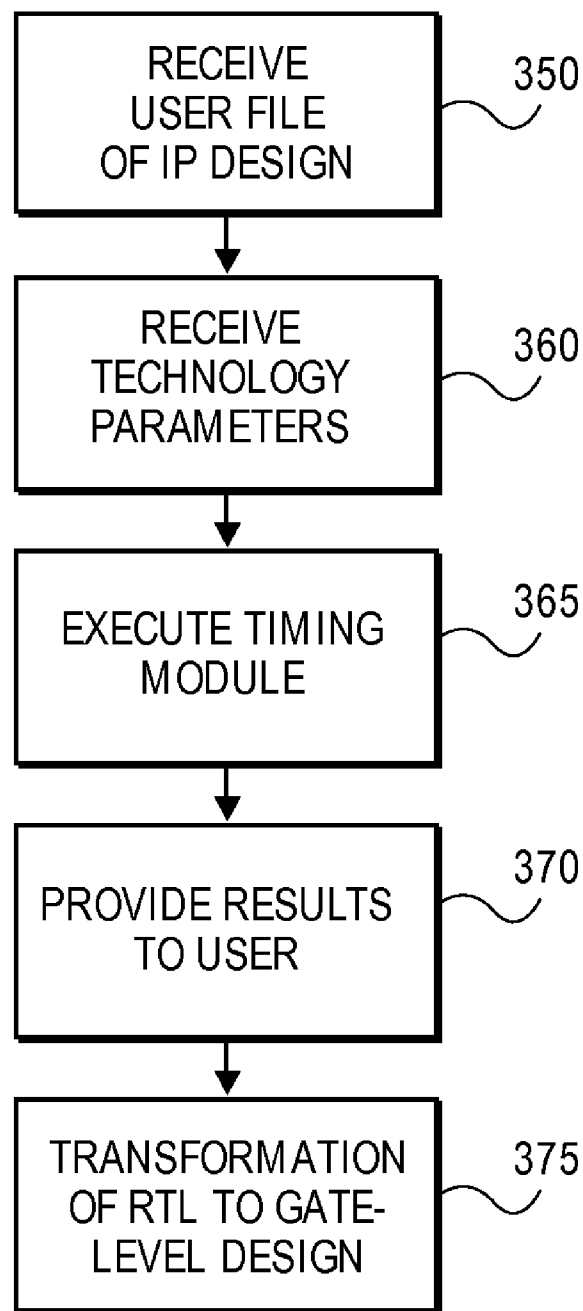 RECEIVE
USER FILE
OF IP DESIGN
350
RECEIVE
TECHNOLOGY
PARAMETERS
360
EXECUTE TIMING
MODULE
365
PROVIDE RESULTS
TO USER
370
TRANSFORMATION
OF RTL TO GATE-
LEVEL DESIGN
375